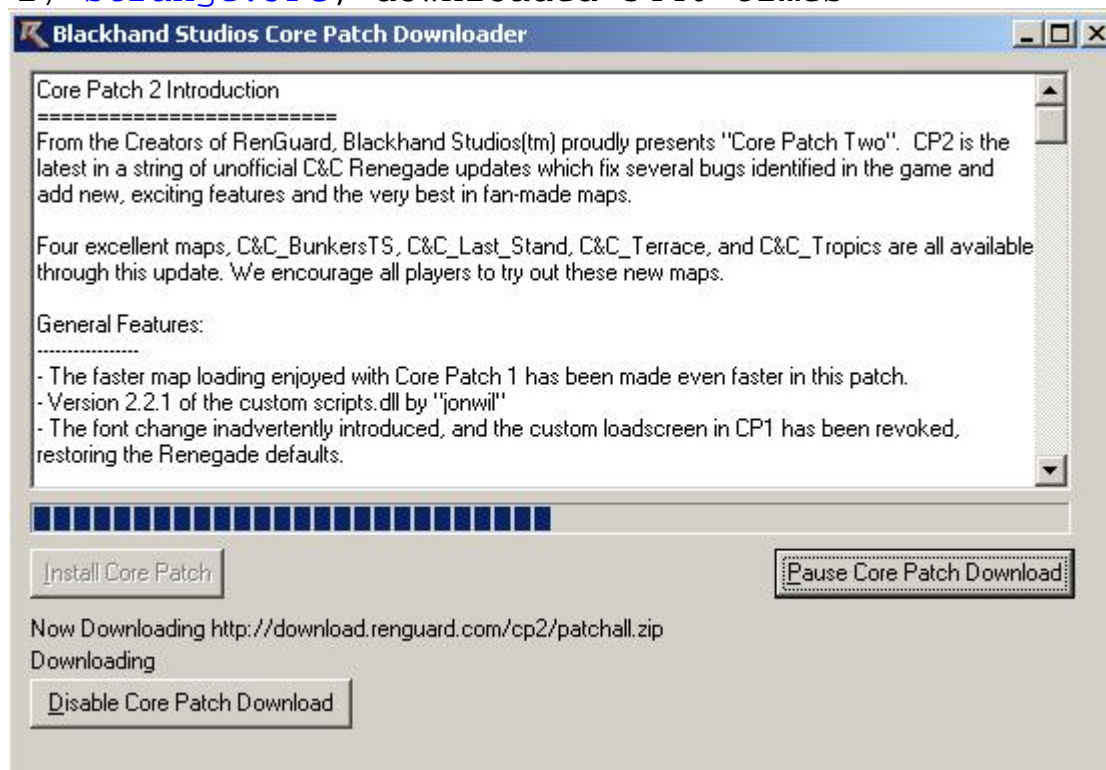 Blackhand Studios Core Patch Downloader
Core Patch 2 Introduction
==========================
From the Creators of RenGuard, Blackhand Studios(tm) proudly presents "Core Patch Two".  CP2 is the
latest in a string of unofficial C&C Renegade updates which fix several bugs identified in the game and
add new, exciting features and the very best in fan-made maps.
Four excellent maps, C&C_BunkersTS, C&C_Last_Stand, C&C_Terrace, and C&C_Tropics are all available
through this update. We encourage all players to try out these new maps.
General Features:
-----------------
- The faster map loading enjoyed with Core Patch 1 has been made even faster in this patch.
- Version 2.2.1 of the custom scripts.dll by "jonwil"
- The font change inadvertently introduced, and the custom loadscreen in CP1 has been revoked,
restoring the Renegade defaults.
Install Core Patch
Pause Core Patch Download
Now Downloading http://download.renguard.com/cp2/patchall.zip
Downloading
Disable Core Patch Download